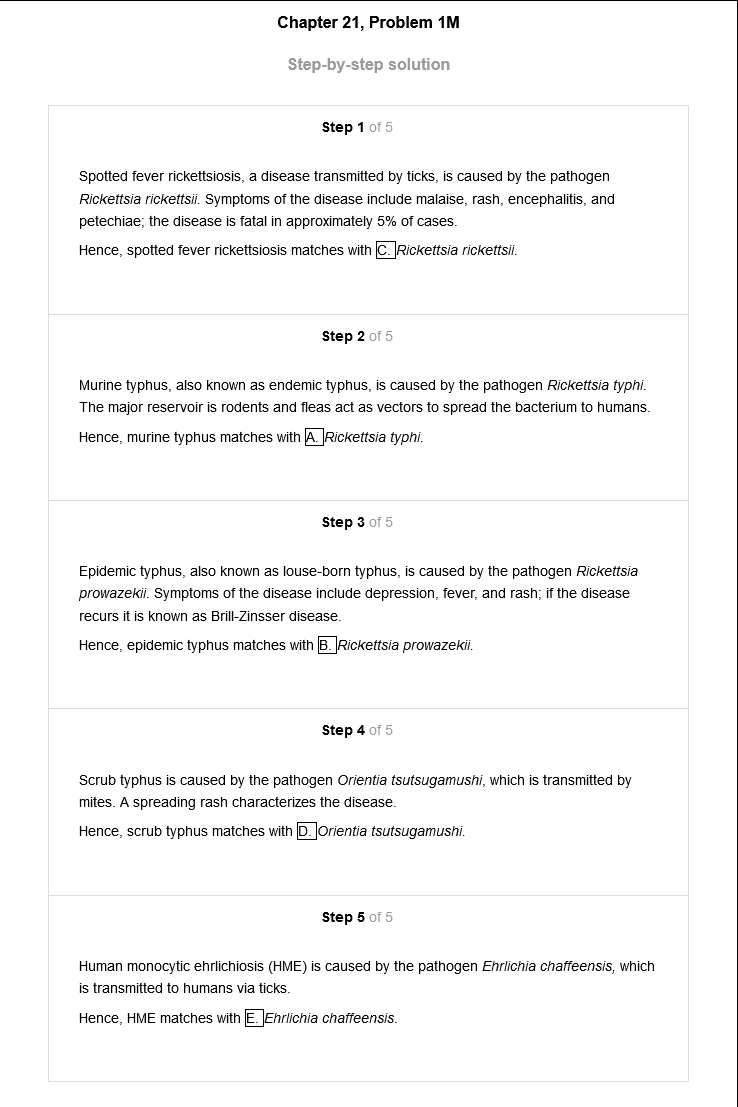 Chapter 21, Problem 1M
Step-by-step solution
Step 1 of 5
Spotted fever rickettsiosis, a disease transmitted by ticks, is caused by the pathogen
Rickettsia rickettsii. Symptoms of the disease include malaise, rash, encephalitis, and
petechiae; the disease is fatal in approximately 5% of cases.
Hence, spotted fever rickettsiosis matches with C. Rickettsia rickettsii.
Step 2 of 5
Murine typhus, also known as endemic typhus, is caused by the pathogen Rickettsia typhi.
The major reservoir is rodents and fleas act as vectors to spread the bacterium to humans.
Hence, murine typhus matches with A. Rickettsia typhi.
Step 3 of 5
Epidemic typhus, also known as louse-born typhus, is caused by the pathogen Rickettsia
prowazekii. Symptoms of the disease include depression, fever, and rash; if the disease
recurs it is known as Brill-Zinsser disease.
Hence, epidemic typhus matches with B. Rickettsia prowazekii.
Step 4 of 5
Scrub typhus is caused by the pathogen Orientia tsutsugamushi, which is transmitted by
mites. A spreading rash characterizes the disease.
Hence, scrub typhus matches with D. Orientia tsutsugamushi.
Step 5 of 5
Human monocytic ehrlichiosis (HME) is caused by the pathogen Ehrlichia chaffeensis, which
is transmitted to humans via ticks.
Hence, HME matches with E. Ehrlichia chaffeensis.